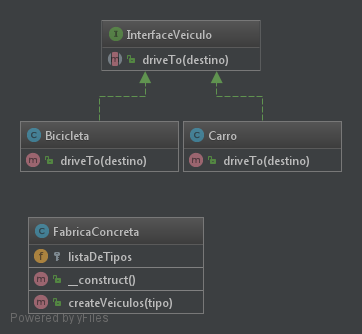 InterfaceVeiculo
driveTo(destino)
Bicicleta
driveTo(destino)
Carro
driveTo(destino)
FabricaConcreta
listaDeTipos
__construct()
createVeiculos(tipo)
Powered by yFiles